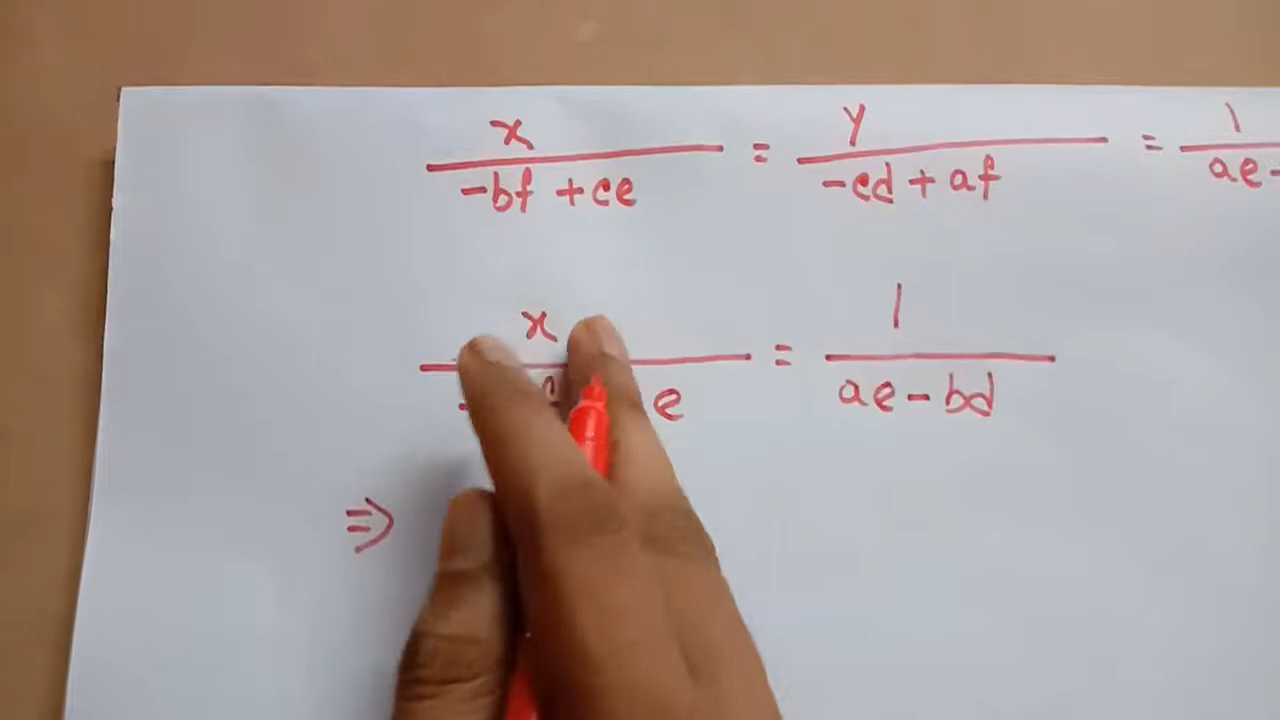 x / -bf + ce = y / -cd + af = 1 / ae -
x / e = 1 / ae - bd
⇒